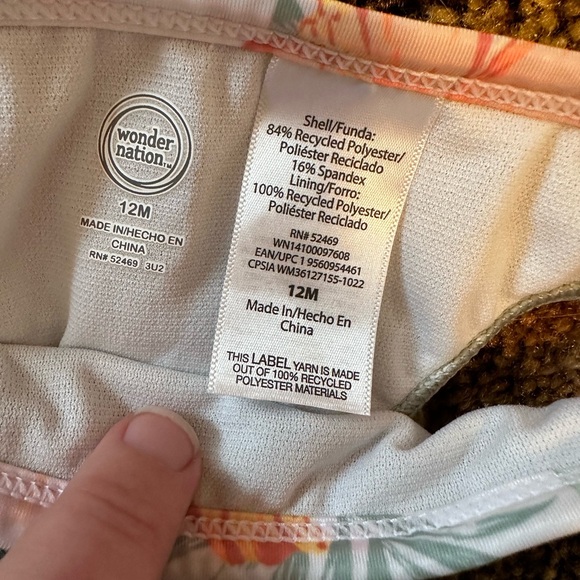 wonder
nation™
12M
MADE IN/HECHO EN
CHINA
RN# 52469 3U2
Shell/Funda:
84% Recycled Polyester/
Poliéster Reciclado
16% Spandex
Lining/Forro:
100% Recycled Polyester/
Poliéster Reciclado
RN# 52469
WN14100097608
EAN/UPC 1 9560954461
CPSIA WM36127155-1022
12M
Made In/Hecho En
China
THIS LABEL YARN IS MADE
OUT OF 100% RECYCLED
POLYESTER MATERIALS